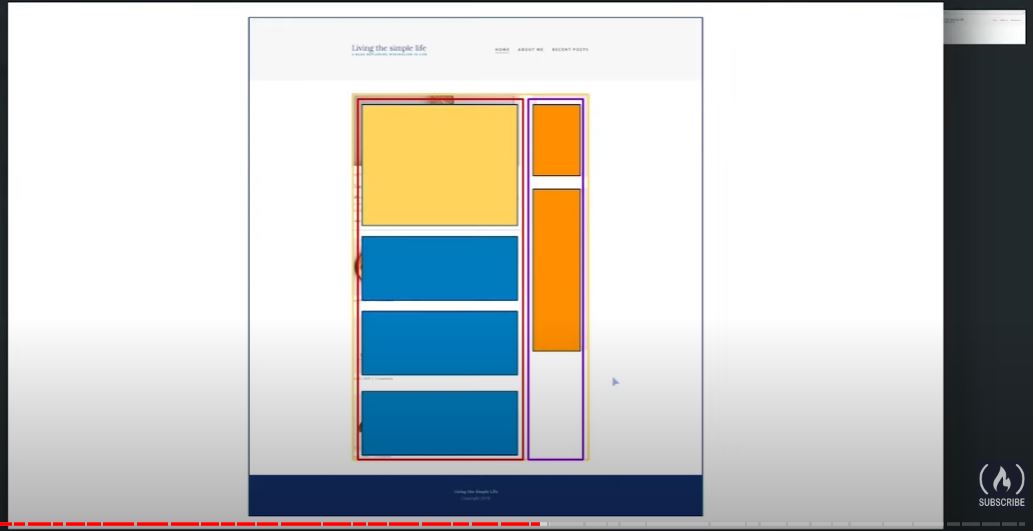 Living the simple life
A BLOG EXPLORING MINIMALISM IN LIFE
HOME ABOUT ME RECENT POSTS
Living the Simple Life
Copyright 2019
SUBSCRIBE